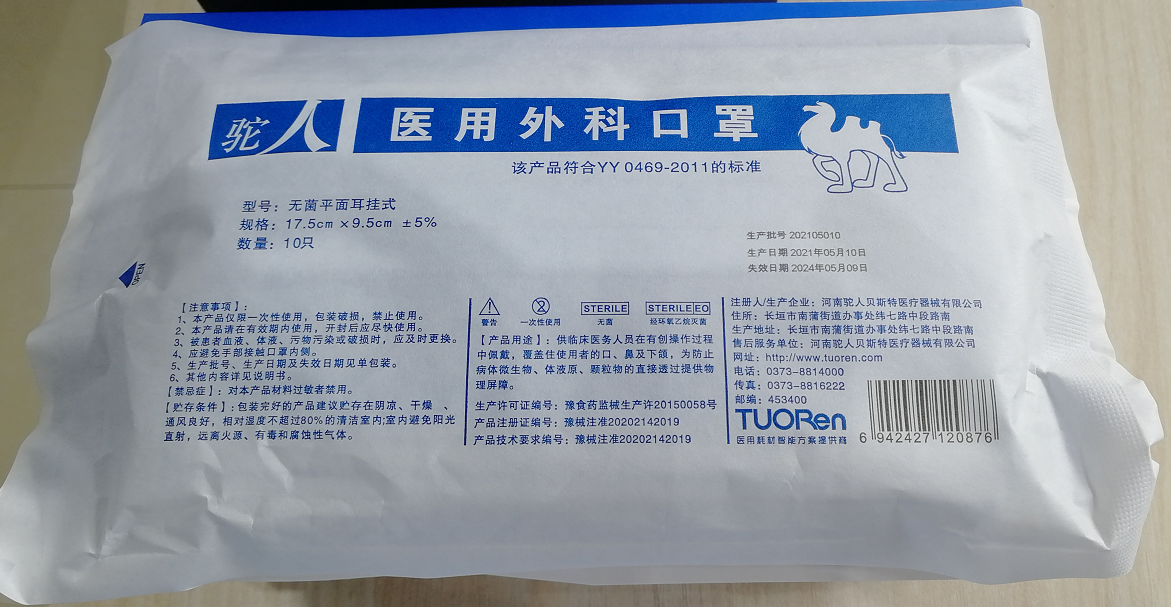 驼人 医用外科口罩
该产品符合YY 0469-2011的标准
型号：无菌平面耳挂式
规格：17.5cm ×9.5cm ±5%
数量：10只
生产批号 202105010
生产日期 2021年05月10日
失效日期 2024年05月09日
OPEN
【注意事项】：
1、本产品仅限一次性使用，包装破损，禁止使用。
2、本产品请在有效期内使用，开封后应尽快使用。
3、被患者血液、体液、污物污染或破损时，应及时更换。
4、应避免手部接触口罩内侧。
5、生产批号、生产日期及失效日期见单包装。
6、其他内容详见说明书。
【禁忌症】：对本产品材料过敏者禁用。
【贮存条件】：包装完好的产品建议贮存在阴凉、干燥 、
通风良好，相对湿度不超过80%的清洁室内;室内避免阳光
直射，远离火源、有毒和腐蚀性气体。
STERILE STERILE EO
警告 一次性使用 无菌 经环氧乙烷灭菌
【产品用途】：供临床医务人员在有创操作过程
中佩戴，覆盖住使用者的口、鼻及下颌，为防止
病体微生物、体液、颗粒物的直接透过提供物
理屏障。
生产许可证编号：豫食药监械生产许20150058号
产品注册证编号：豫械注准20202142019
产品技术要求编号：豫械注准20202142019
注册人/生产企业：河南驼人贝斯特医疗器械有限公司
住所：长垣市南蒲街道办事处纬七路中段路南
生产地址：长垣市南蒲街道办事处纬七路中段路南
售后服务单位：河南驼人贝斯特医疗器械有限公司
网址：http://www.tuoren.com
电话：0373-8814000
传真：0373-8816222
邮编：453400
TUORen
医用耗材智能方案提供商
6 942427 120876